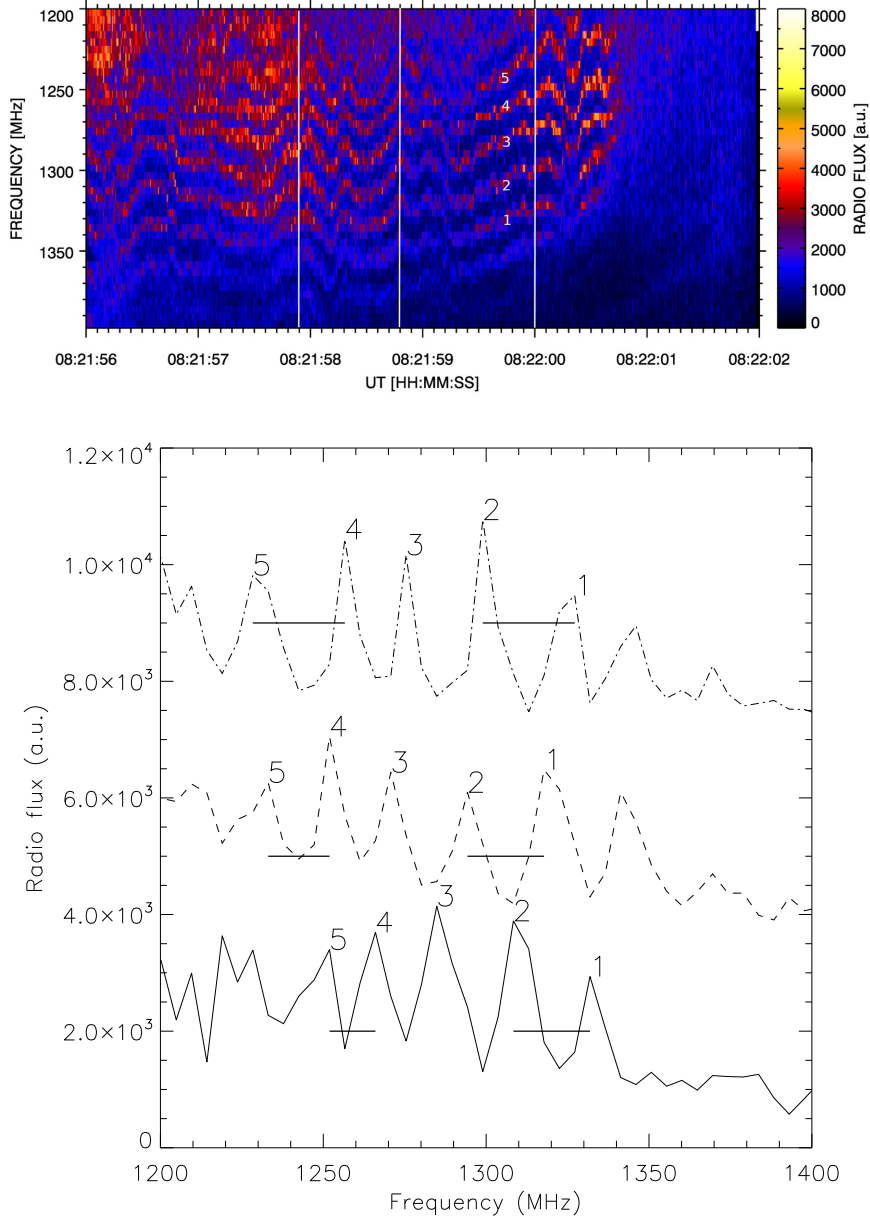 1200
1250
1300
1350
FREQUENCY [MHz]
5
4
3
2
1
08:21:56 08:21:57 08:21:58 08:21:59 08:22:00 08:22:01 08:22:02
UT [HH:MM:SS]
8000
7000
6000
5000
4000
3000
2000
1000
0
RADIO FLUX [a.u.]
1.2×10⁴
1.0×10⁴
8.0×10³
6.0×10³
4.0×10³
2.0×10³
0
Radio flux (a.u.)
5 4 3 2 1
5 4 3 2 1
5 4 3 2 1
1200 1250 1300 1350 1400
Frequency (MHz)